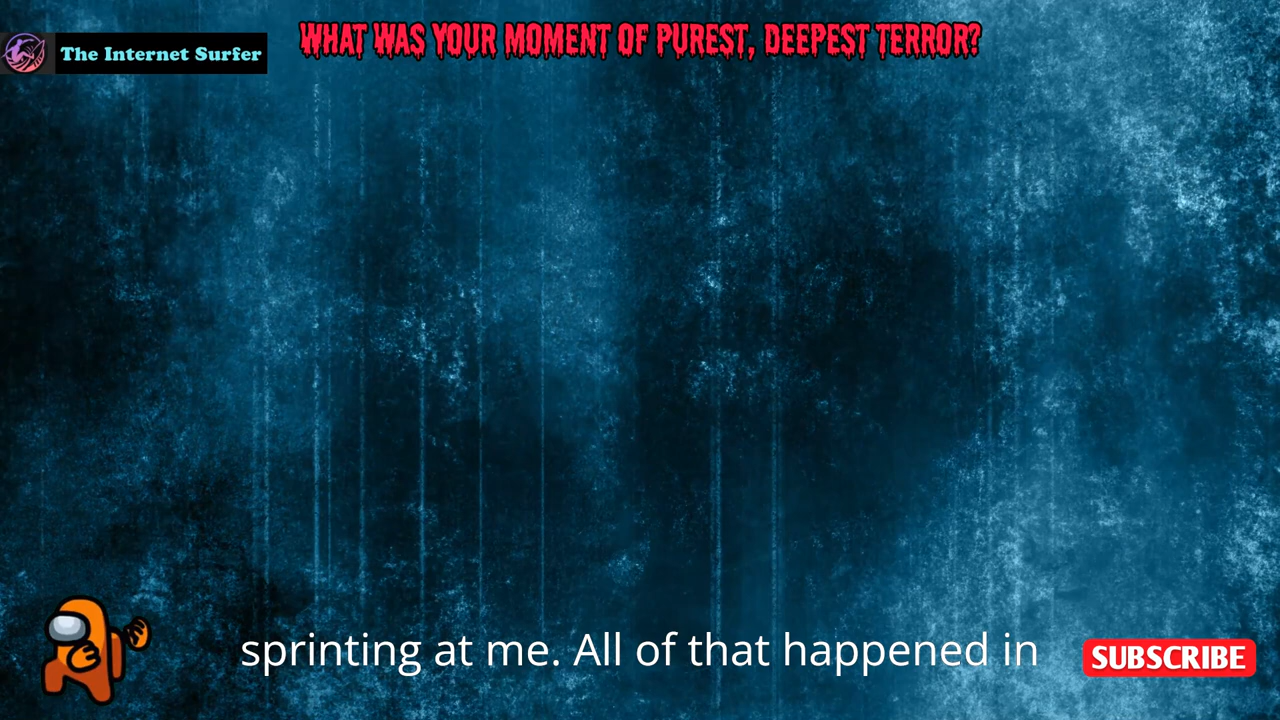 WHAT WAS YOUR MOMENT OF PUREST, DEEPEST TERROR?
The Internet Surfer
sprinting at me. All of that happened in
SUBSCRIBE